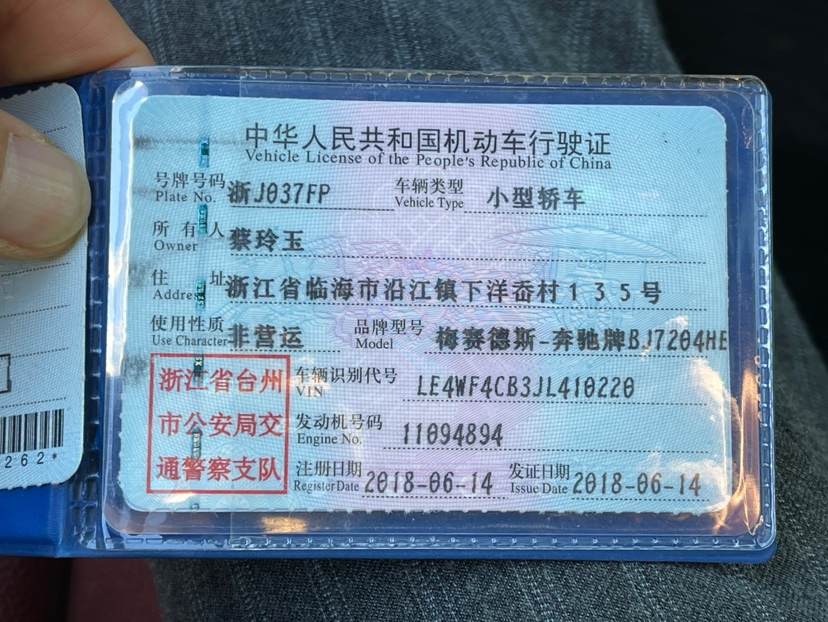 中华人民共和国机动车行驶证
Vehicle License of the People's Republic of China
号牌号码 浙J037FP 车辆类型 小型轿车
Plate No. Vehicle Type
所有人 蔡玲玉
Owner
住址 浙江省临海市沿江镇下洋岙村135号
Address
使用性质 非营运 品牌型号 梅赛德斯-奔驰牌BJ7204HE
Use Character Model
浙江省台州
市公安局交
通警察支队
车辆识别代号 LE4WF4CB3JL410220
VIN
发动机号码 11094894
Engine No.
注册日期 2018-06-14 发证日期 2018-06-14
Register Date Issue Date
262*